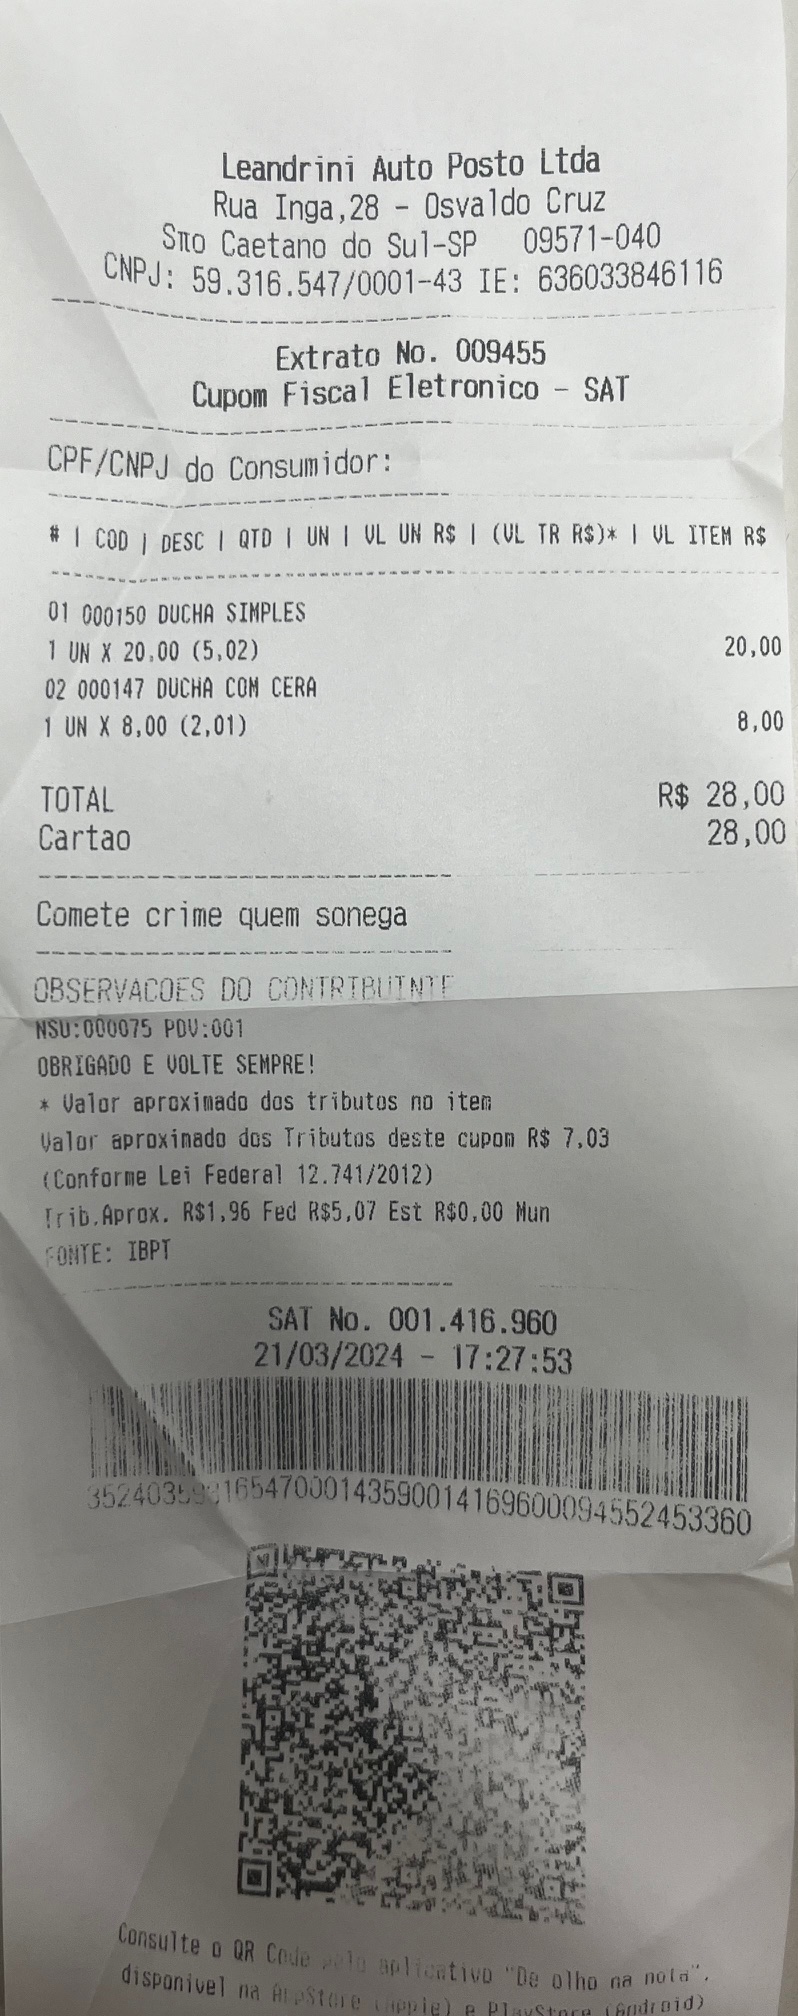 Leandrini Auto Posto Ltda
Rua Inga,28 - Osvaldo Cruz
Sπo Caetano do Sul-SP 09571-040
CNPJ: 59.316.547/0001-43 IE: 636033846116
Extrato No. 009455
Cupom Fiscal Eletronico - SAT
CPF/CNPJ do Consumidor:
# | COD | DESC | QTD | UN | VL UN R$ | (VL TR R$)* | VL ITEM R$
01 000150 DUCHA SIMPLES
1 UN X 20,00 (5,02) 20,00
02 000147 DUCHA COM CERA
1 UN X 8,00 (2,01) 8,00
TOTAL R$ 28,00
Cartao 28,00
Comete crime quem sonega
OBSERVACOES DO CONTRIBUINTE
NSU:000075 PDV:001
OBRIGADO E VOLTE SEMPRE!
* Valor aproximado dos tributos no item
Valor aproximado dos Tributos deste cupom R$ 7,03
(Conforme Lei Federal 12.741/2012)
Trib.Aprox. R$1,96 Fed R$5,07 Est R$0,00 Mun
FONTE: IBPT
SAT No. 001.416.960
21/03/2024 - 17:27:53
35240359316547000143590014169600094552453360
Consulte o QR Code pelo aplicativo "De olho na nota",
disponivel na AppStore (Apple) e PlayStore (Android)